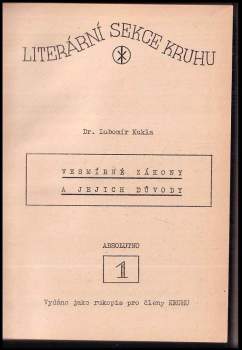 LITERÁRNÍ SEKCE KRUHU
Dr. Lubomír Kukla
VESMÍRNÉ ZÁKONY
A JEJICH DŮVODY
ABSOLUTNO
1
Vydáno jako rukopis pro členy KRUHU